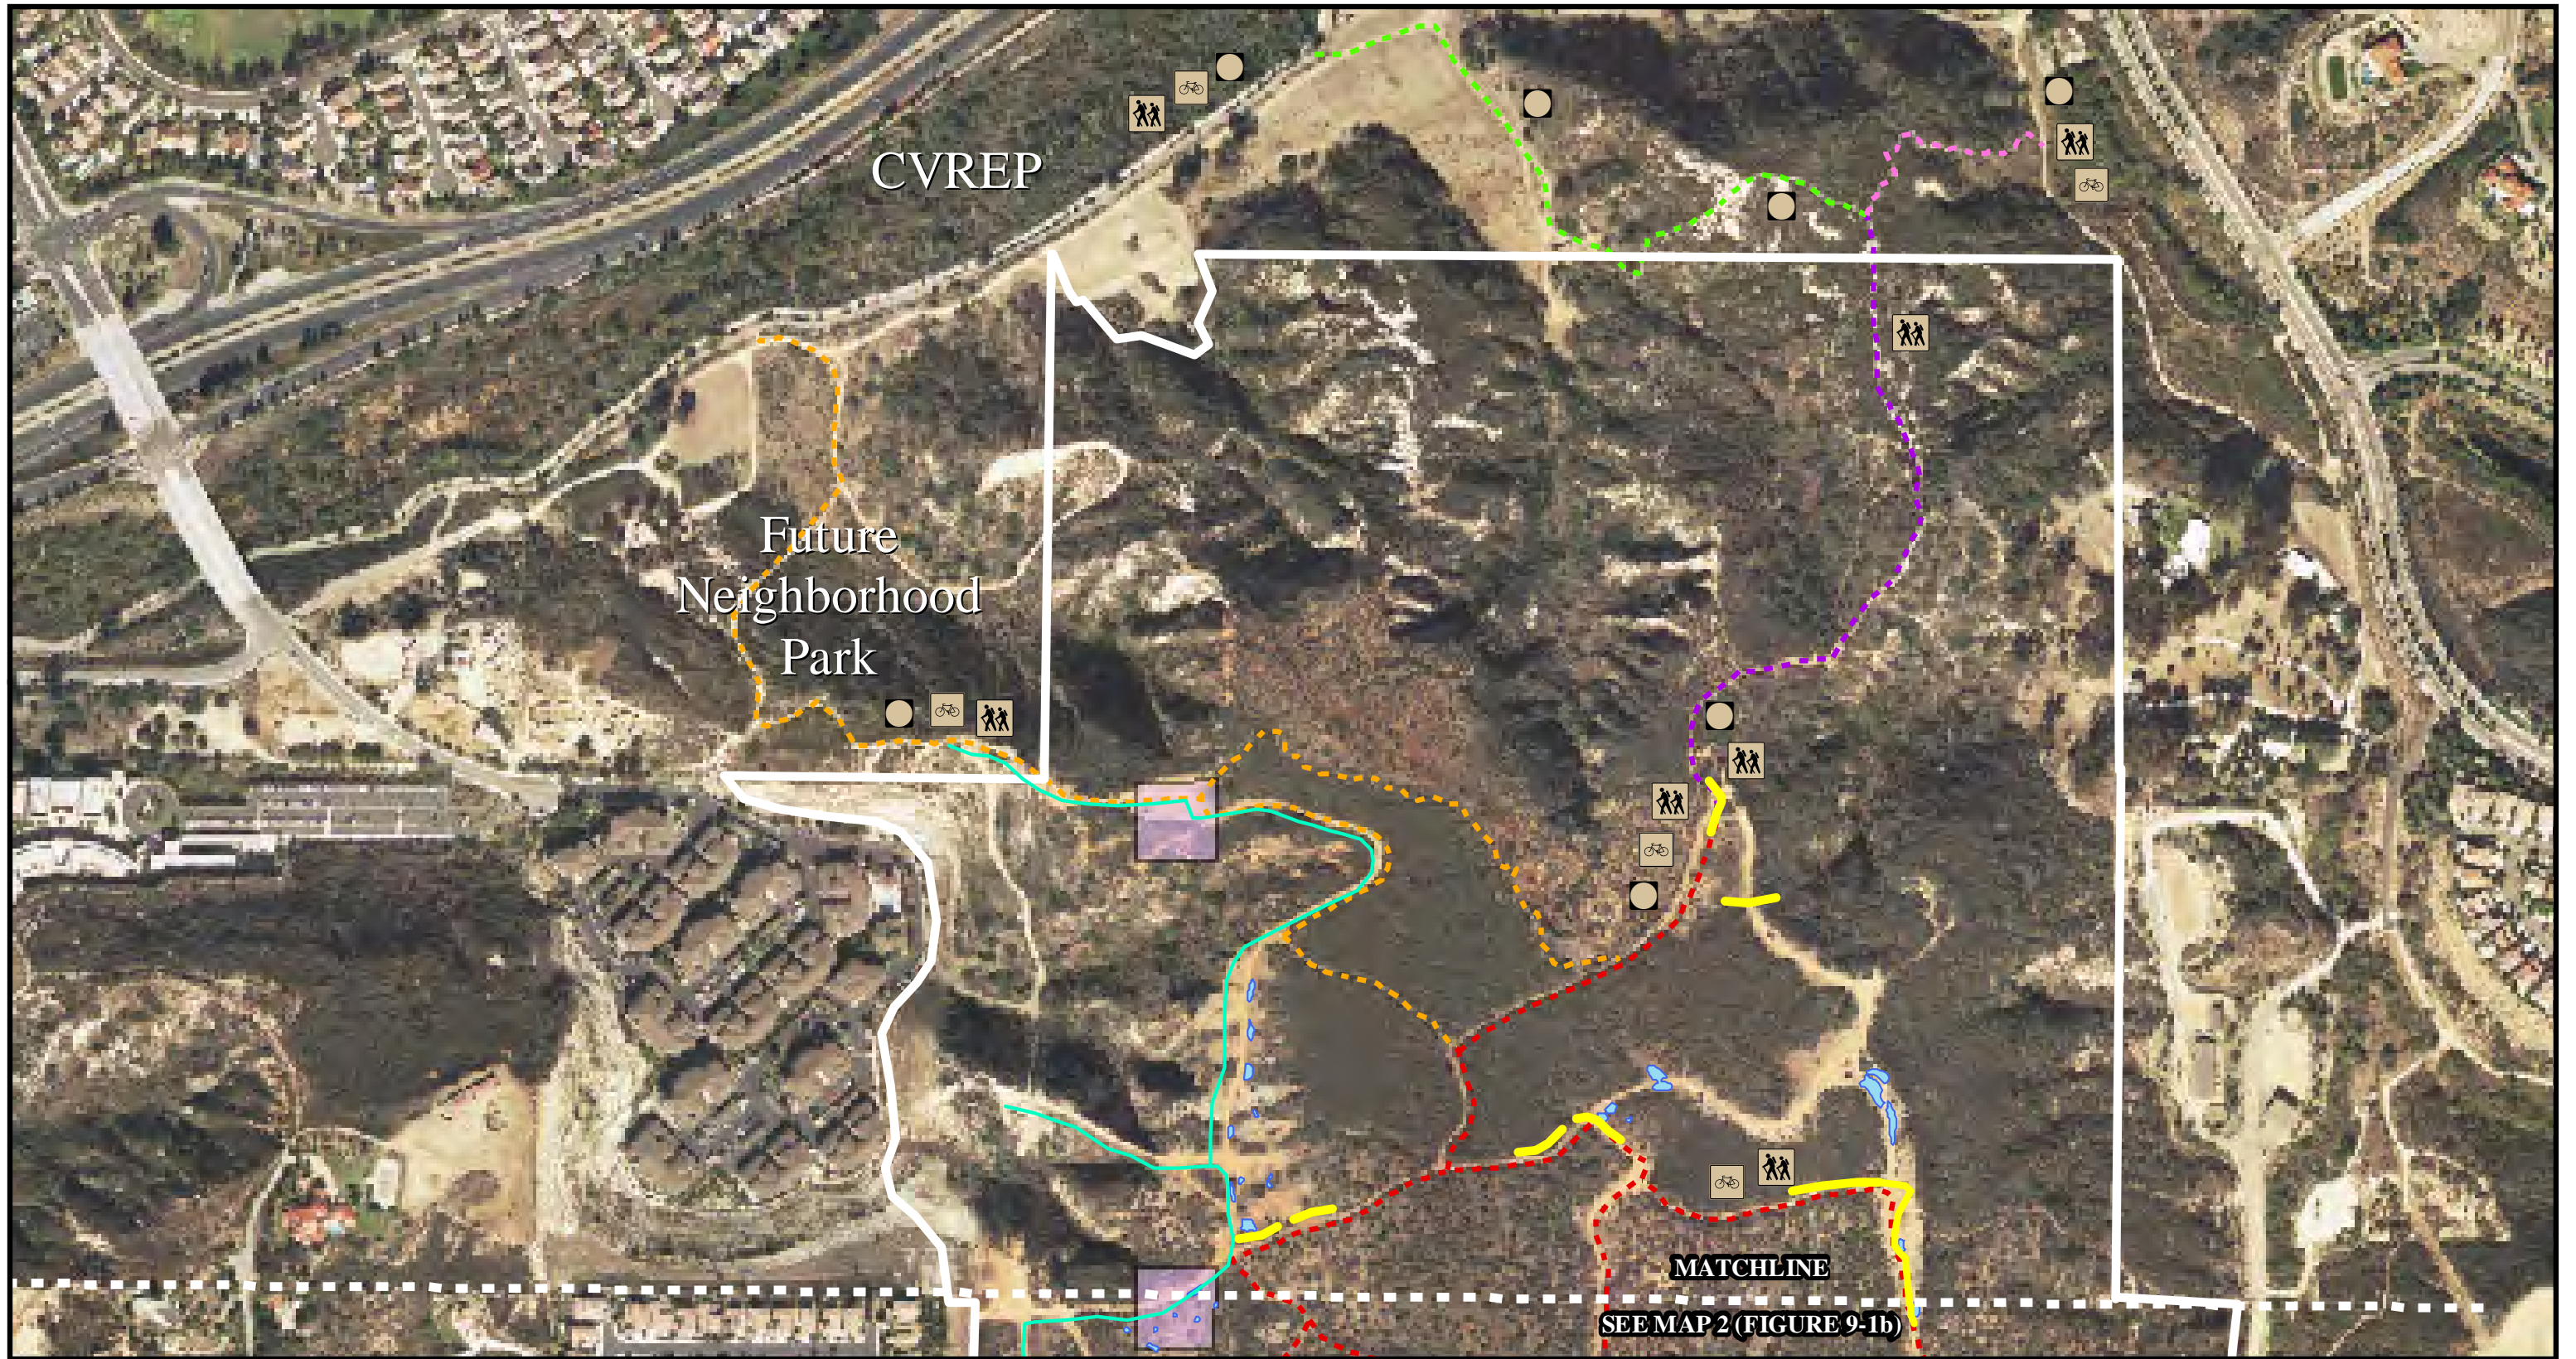 CVREP
Future
Neighborhood
Park
MATCHLINE
SEE MAP 2 (FIGURE 9-1b)